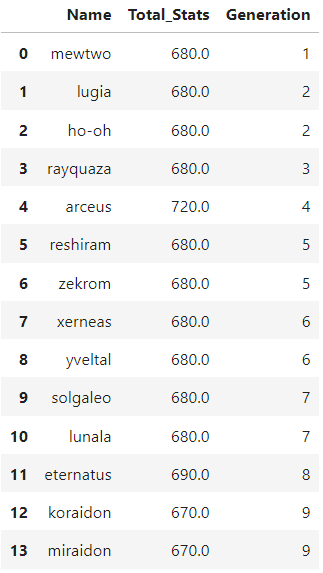 Name Total_Stats Generation
0 mewtwo 680.0 1
1 lugia 680.0 2
2 ho-oh 680.0 2
3 rayquaza 680.0 3
4 arceus 720.0 4
5 reshiram 680.0 5
6 zekrom 680.0 5
7 xerneas 680.0 6
8 yveltal 680.0 6
9 solgaleo 680.0 7
10 lunala 680.0 7
11 eternatus 690.0 8
12 koraidon 670.0 9
13 miraidon 670.0 9